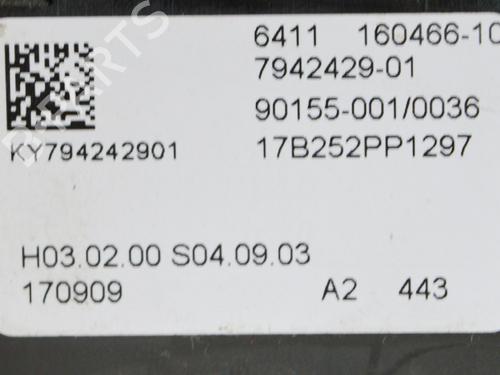 6411 160466-10
7942429-01
90155-001/0036
KY794242901 17B252PP1297
H03.02.00 S04.09.03
170909 A2 443